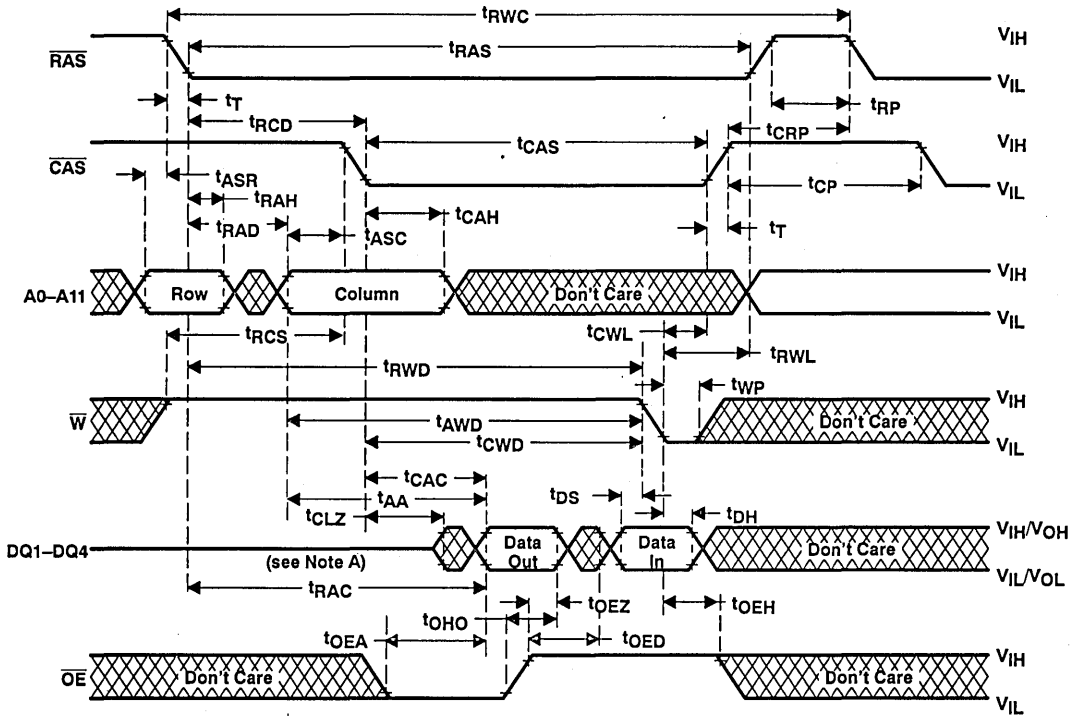 tRWC
VIH
RAS
tRAS
VIL
tT
tRP
tRCD
tCRP
VIH
CAS
tCAS
tASR
tCP
VIL
tRAH
tRAD
tCAH
tT
tASC
VIH
A0–A11
Row
Column
Don't Care
VIL
tRCS
tCWL
tRWL
tRWD
tWP
VIH
W
tAWD
Don't Care
tCWD
VIL
tCAC
tAA
tDS
tCLZ
tDH
VIH/VOH
DQ1–DQ4
(see Note A)
Data Out
Data In
Don't Care
VIL/VOL
tRAC
tOEZ
tOEH
tOHO
tOEA
tOED
VIH
OE
Don't Care
Don't Care
VIL